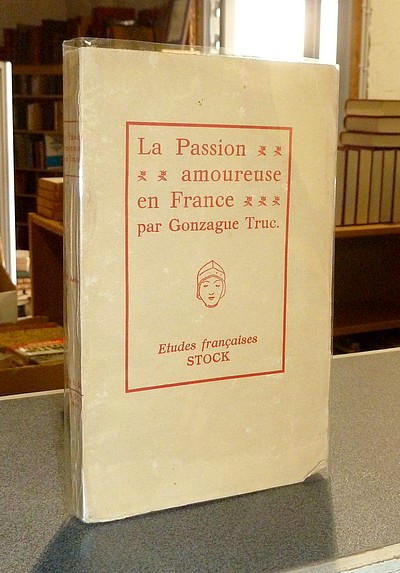 La Passion
amoureuse
en France
par Gonzague Truc.
Etudes françaises
STOCK